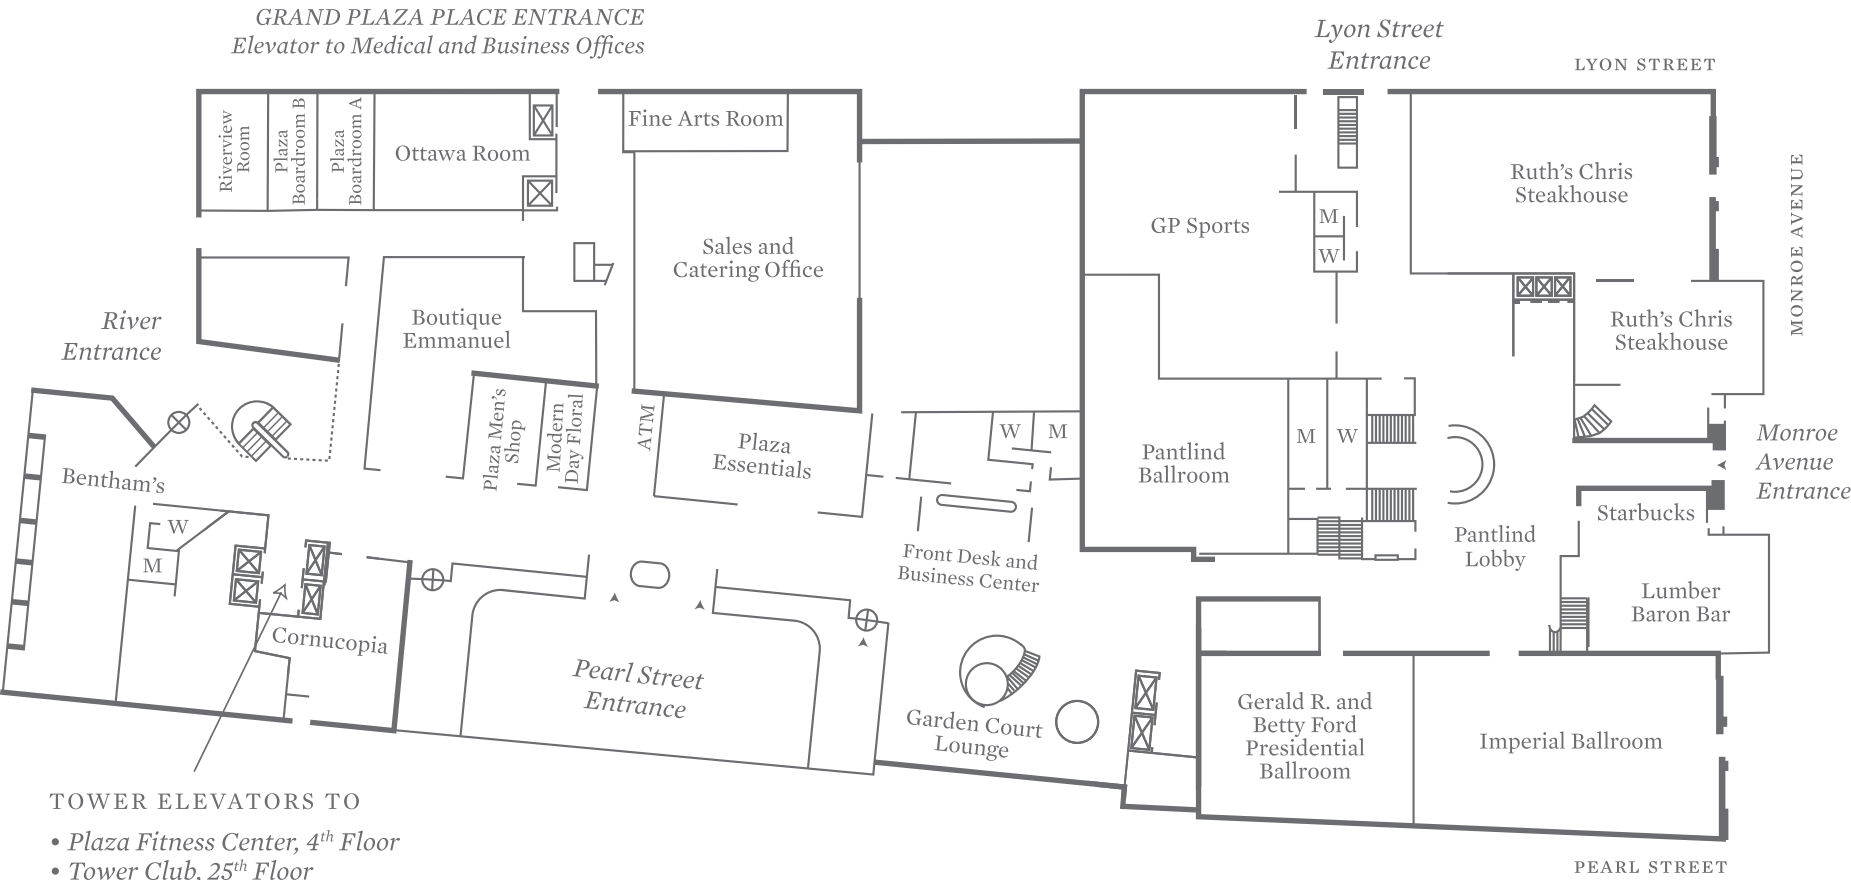 GRAND PLAZA PLACE ENTRANCE
Elevator to Medical and Business Offices
Lyon Street
Entrance
LYON STREET
Riverview
Room
Plaza
Boardroom B
Plaza
Boardroom A
Ottawa Room
Fine Arts Room
Ruth's Chris
Steakhouse
MONROE AVENUE
GP Sports
M
W
Sales and
Catering Office
River
Entrance
Boutique
Emmanuel
Ruth's Chris
Steakhouse
Plaza Men's
Shop
Modern
Day Floral
ATM
Plaza
Essentials
W
M
Pantlind
Ballroom
M
W
Monroe
Avenue
Entrance
Bentham's
W
M
Starbucks
Pantlind
Lobby
Front Desk and
Business Center
Lumber
Baron Bar
Cornucopia
Pearl Street
Entrance
Garden Court
Lounge
Gerald R. and
Betty Ford
Presidential
Ballroom
Imperial Ballroom
TOWER ELEVATORS TO
• Plaza Fitness Center, 4th Floor
• Tower Club, 25th Floor
PEARL STREET